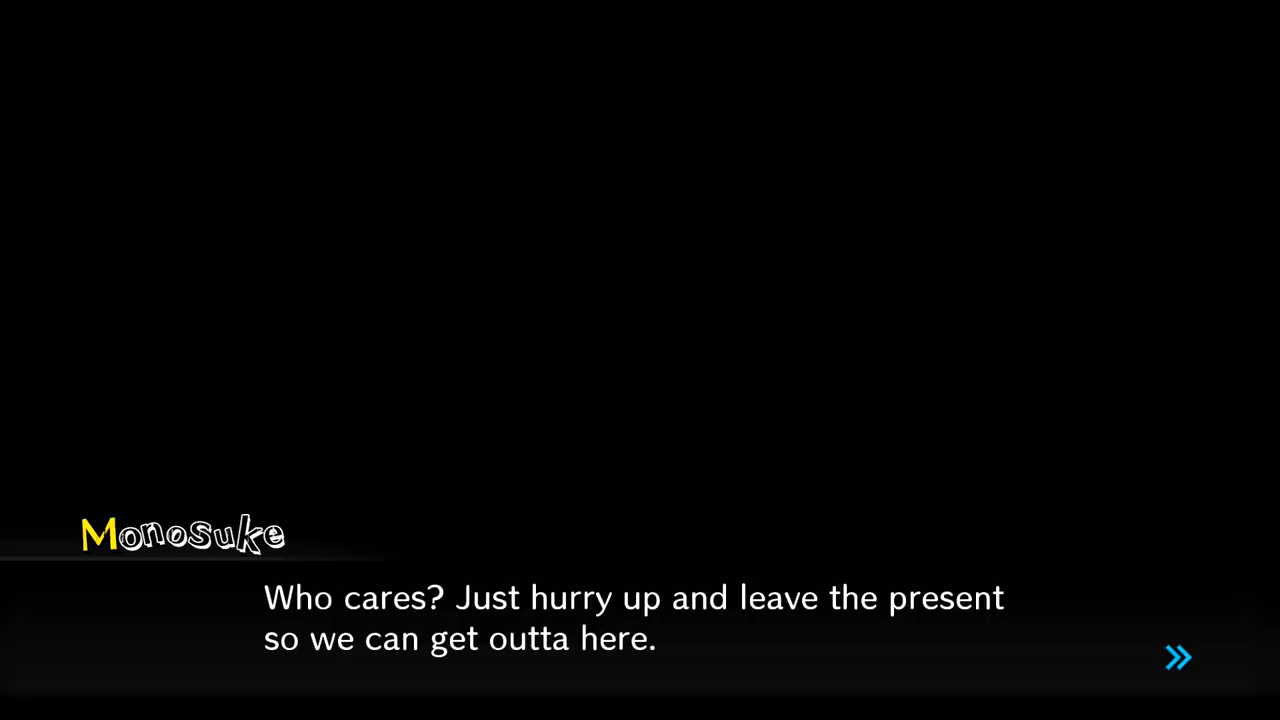 Monosuke
Who cares? Just hurry up and leave the present
so we can get outta here.